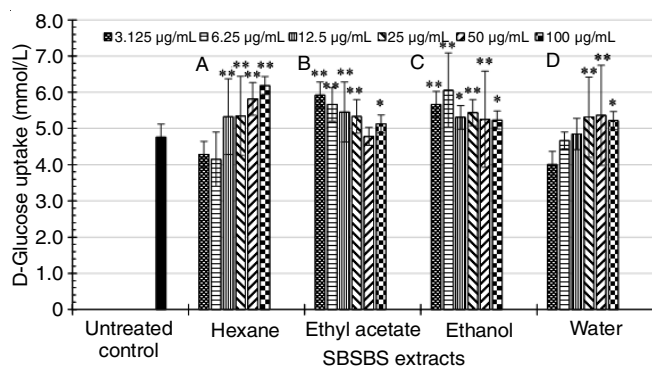 8.0
3.125 µg/mL 6.25 µg/mL 12.5 µg/mL 25 µg/mL 50 µg/mL 100 µg/mL
7.0
6.0
5.0
4.0
3.0
2.0
1.0
0
D-Glucose uptake (mmol/L)
A
** ** ** **
B
** ** ** ** *
C
** ** * ** ** *
D
** ** *
Untreated
control
Hexane
Ethyl acetate
Ethanol
Water
SBSBS extracts